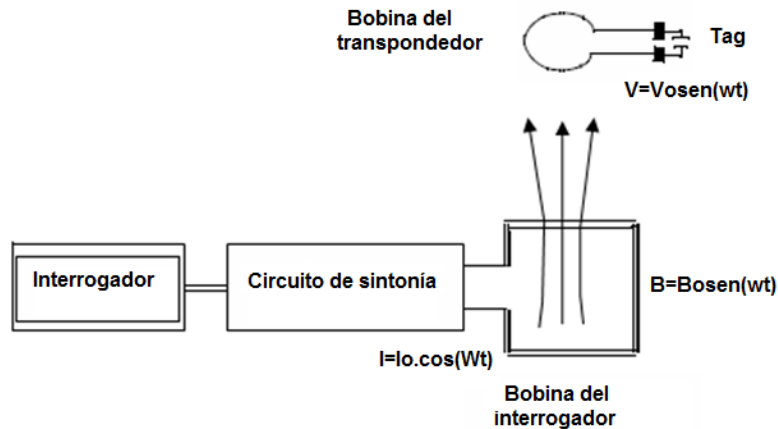 Bobina del
transpondedor
Tag
V=Vosen(wt)
Interrogador
Circuito de sintonía
B=Bosen(wt)
I=Io.cos(Wt)
Bobina del
interrogador